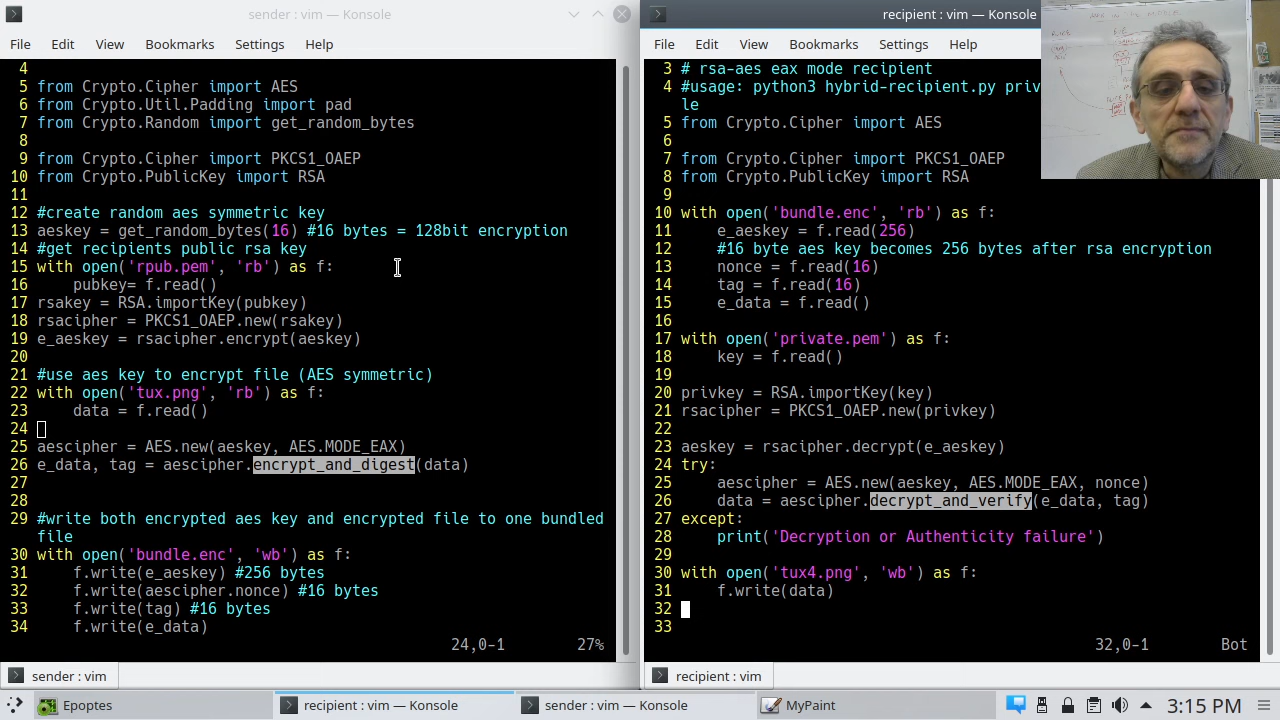 sender : vim — Konsole
File Edit View Bookmarks Settings Help
4
5 from Crypto.Cipher import AES
6 from Crypto.Util.Padding import pad
7 from Crypto.Random import get_random_bytes
8
9 from Crypto.Cipher import PKCS1_OAEP
10 from Crypto.PublicKey import RSA
11
12 #create random aes symmetric key
13 aeskey = get_random_bytes(16) #16 bytes = 128bit encryption
14 #get recipients public rsa key
15 with open('rpub.pem', 'rb') as f:
16     pubkey= f.read()
17 rsakey = RSA.importKey(pubkey)
18 rsacipher = PKCS1_OAEP.new(rsakey)
19 e_aeskey = rsacipher.encrypt(aeskey)
20
21 #use aes key to encrypt file (AES symmetric)
22 with open('tux.png', 'rb') as f:
23     data = f.read()
24
25 aescipher = AES.new(aeskey, AES.MODE_EAX)
26 e_data, tag = aescipher.encrypt_and_digest(data)
27
28
29 #write both encrypted aes key and encrypted file to one bundled
file
30 with open('bundle.enc', 'wb') as f:
31     f.write(e_aeskey) #256 bytes
32     f.write(aescipher.nonce) #16 bytes
33     f.write(tag) #16 bytes
34     f.write(e_data)
24,0-1 27%
sender : vim
recipient : vim — Konsole
File Edit View Bookmarks Settings Help
3 # rsa-aes eax mode recipient
4 #usage: python3 hybrid-recipient.py priv
le
5 from Crypto.Cipher import AES
6
7 from Crypto.Cipher import PKCS1_OAEP
8 from Crypto.PublicKey import RSA
9
10 with open('bundle.enc', 'rb') as f:
11     e_aeskey = f.read(256)
12     #16 byte aes key becomes 256 bytes after rsa encryption
13     nonce = f.read(16)
14     tag = f.read(16)
15     e_data = f.read()
16
17 with open('private.pem') as f:
18     key = f.read()
19
20 privkey = RSA.importKey(key)
21 rsacipher = PKCS1_OAEP.new(privkey)
22
23 aeskey = rsacipher.decrypt(e_aeskey)
24 try:
25     aescipher = AES.new(aeskey, AES.MODE_EAX, nonce)
26     data = aescipher.decrypt_and_verify(e_data, tag)
27 except:
28     print('Decryption or Authenticity failure')
29
30 with open('tux4.png', 'wb') as f:
31     f.write(data)
32
33
32,0-1 Bot
recipient : vim
Epoptes
recipient : vim — Konsole
sender : vim — Konsole
MyPaint
3:15 PM